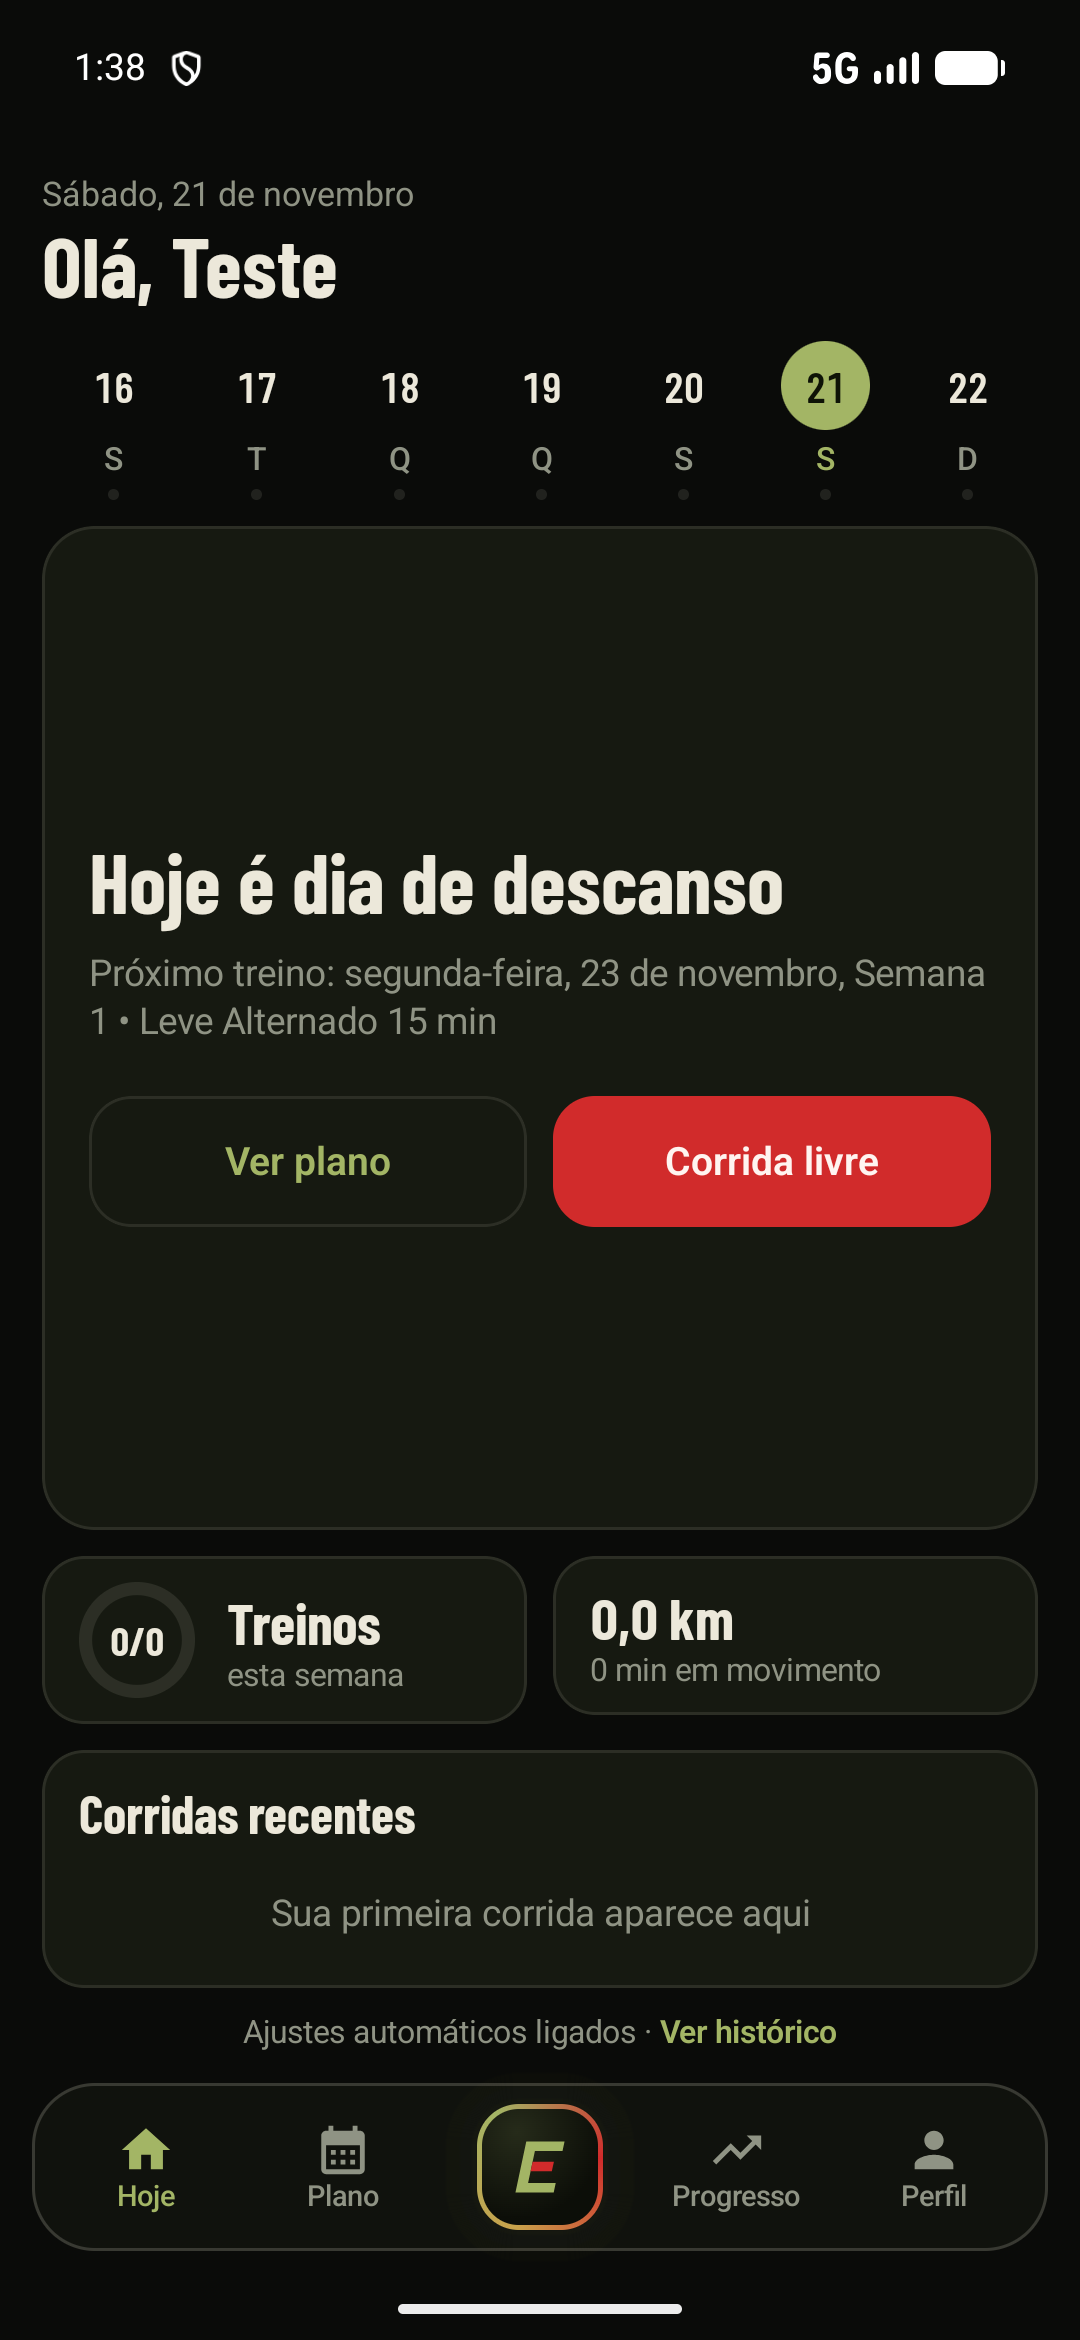 1:38
5G
Sábado, 21 de novembro
Olá, Teste
16 17 18 19 20 21 22
S T Q Q S S D
Hoje é dia de descanso
Próximo treino: segunda-feira, 23 de novembro, Semana
1 • Leve Alternado 15 min
Ver plano
Corrida livre
0/0
Treinos
esta semana
0,0 km
0 min em movimento
Corridas recentes
Sua primeira corrida aparece aqui
Ajustes automáticos ligados · Ver histórico
E
Hoje
Plano
Progresso
Perfil